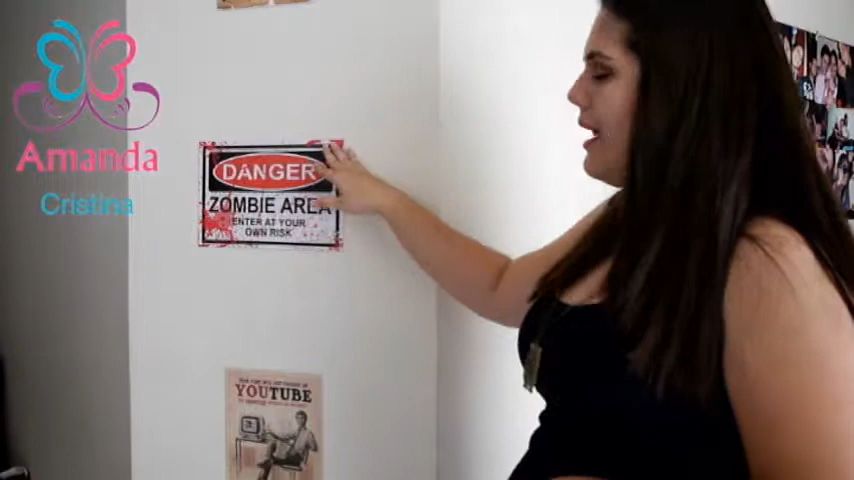 Amanda
Cristina
DANGER
ZOMBIE AREA
ENTER AT YOUR
OWN RISK
YOUTUBE